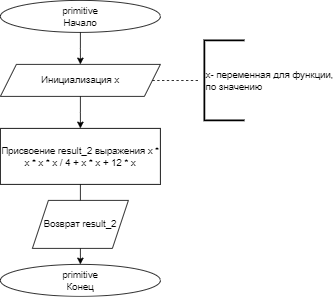 primitive
Начало
Инициализация x
x- переменная для функции,
по значению
Присвоение result_2 выражения x *
x * x * x / 4 + x * x + 12 * x
Возврат result_2
primitive
Конец